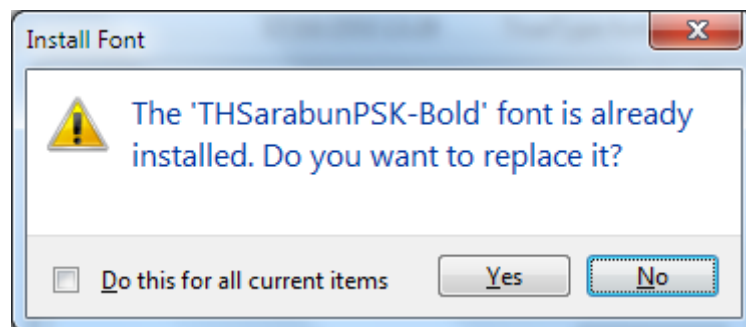 Install Font
The 'THSarabunPSK-Bold' font is already
installed. Do you want to replace it?
Do this for all current items
Yes
No